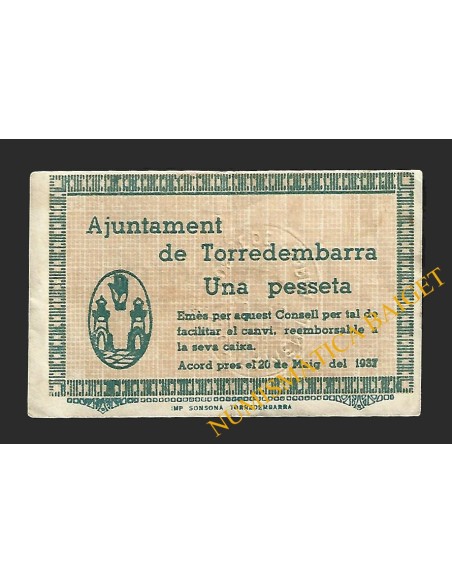 Ajuntament
de Torredembarra
Una pesseta
Emès per aquest Consell per tal de
facilitar el canvi, reemborsable a
la seva caixa.
Acord pres el 20 de Maig del 1937
IMP SONSONA TORREDEMBARRA
NUMISMATICA BARGET